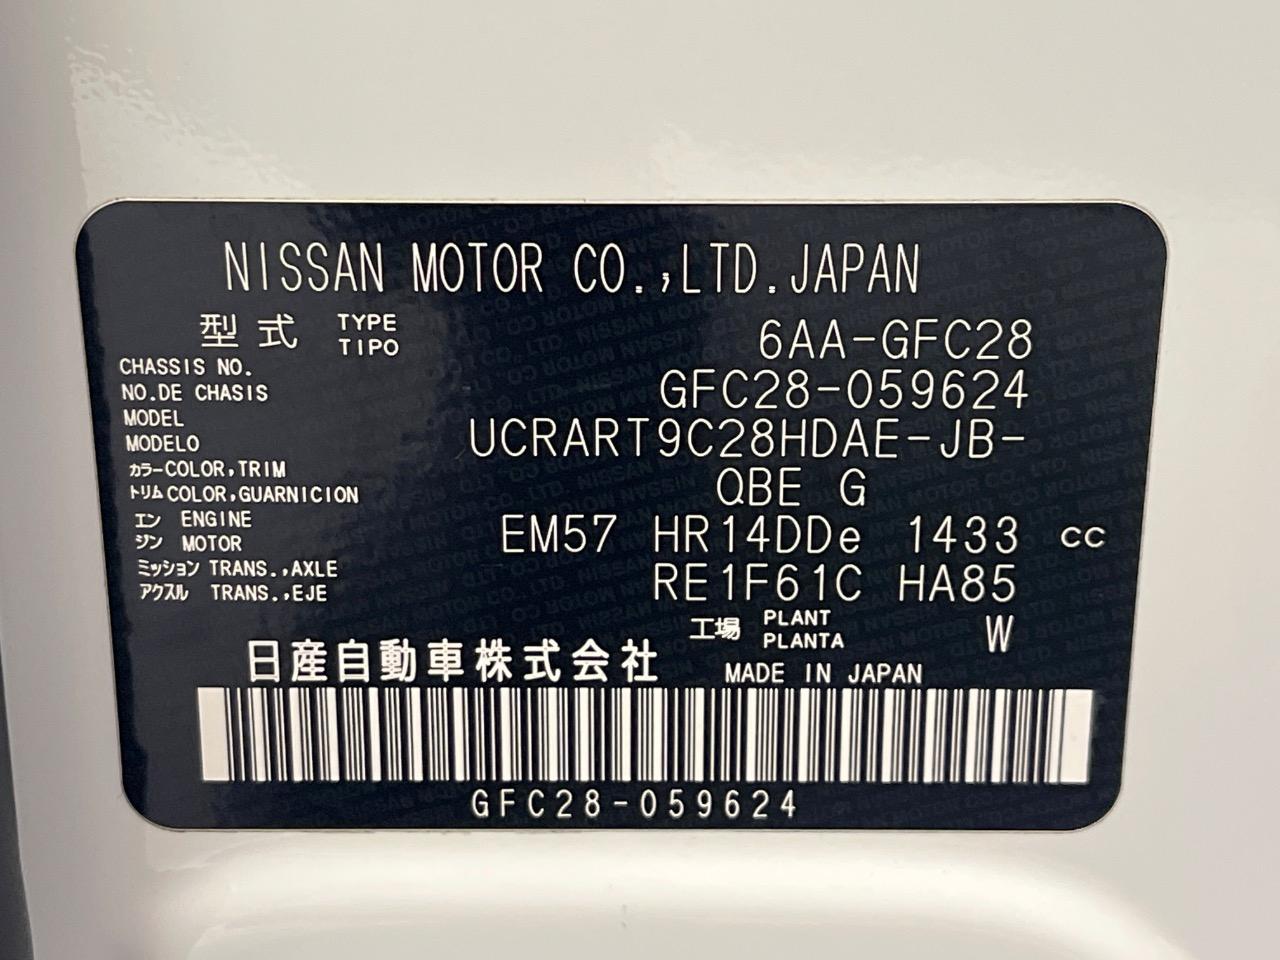 NISSAN MOTOR CO.,LTD.JAPAN
型式 TYPE TIPO 6AA-GFC28
CHASSIS NO.
NO.DE CHASIS GFC28-059624
MODEL
MODELO UCRART9C28HDAE-JB-
カラー COLOR,TRIM
トリム COLOR,GUARNICION QBE G
エン ENGINE
ジン MOTOR EM57 HR14DDe 1433 cc
ミッション TRANS.,AXLE
アクスル TRANS.,EJE RE1F61C HA85
工場 PLANT PLANTA W
日産自動車株式会社 MADE IN JAPAN
GFC28-059624